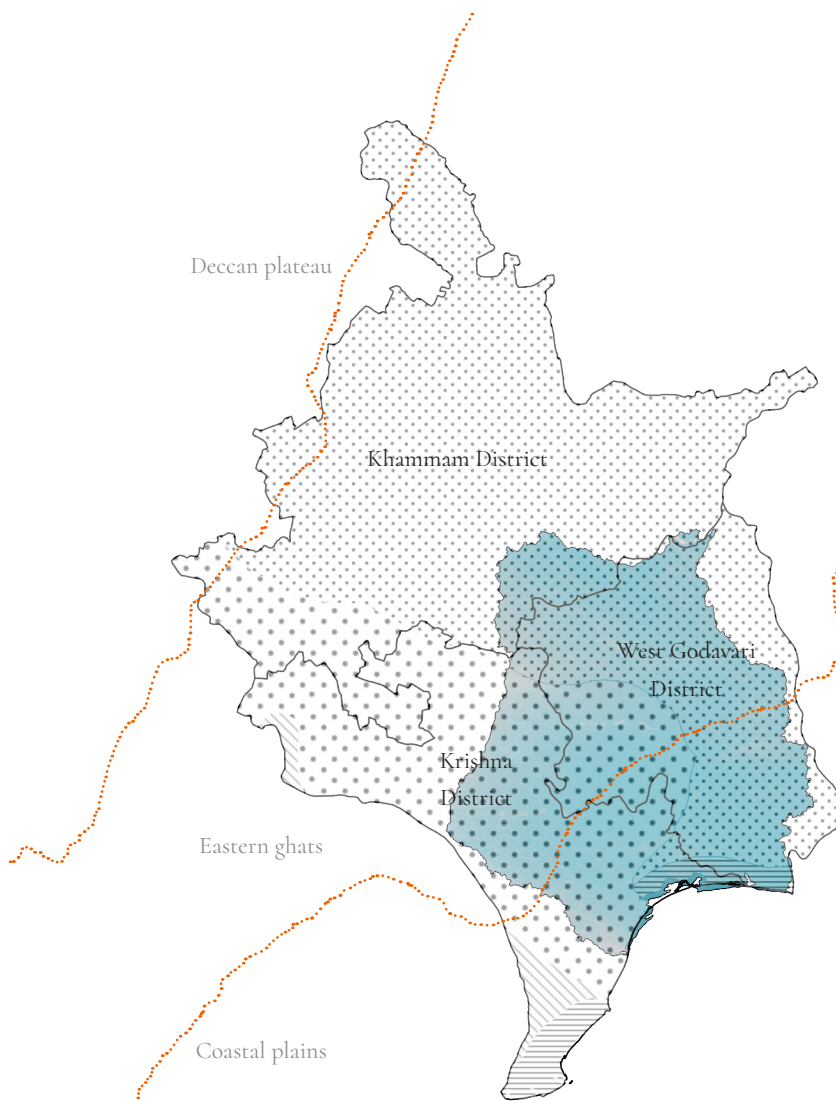 Deccan plateau
Khammam District
West Godavari
District
Krishna
District
Eastern ghats
Coastal plains